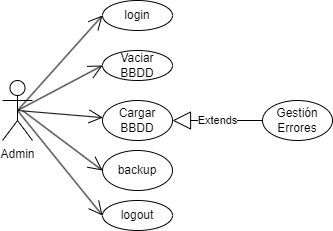 login
Vaciar
BBDD
Cargar
BBDD
Extends
Gestión
Errores
Admin
backup
logout